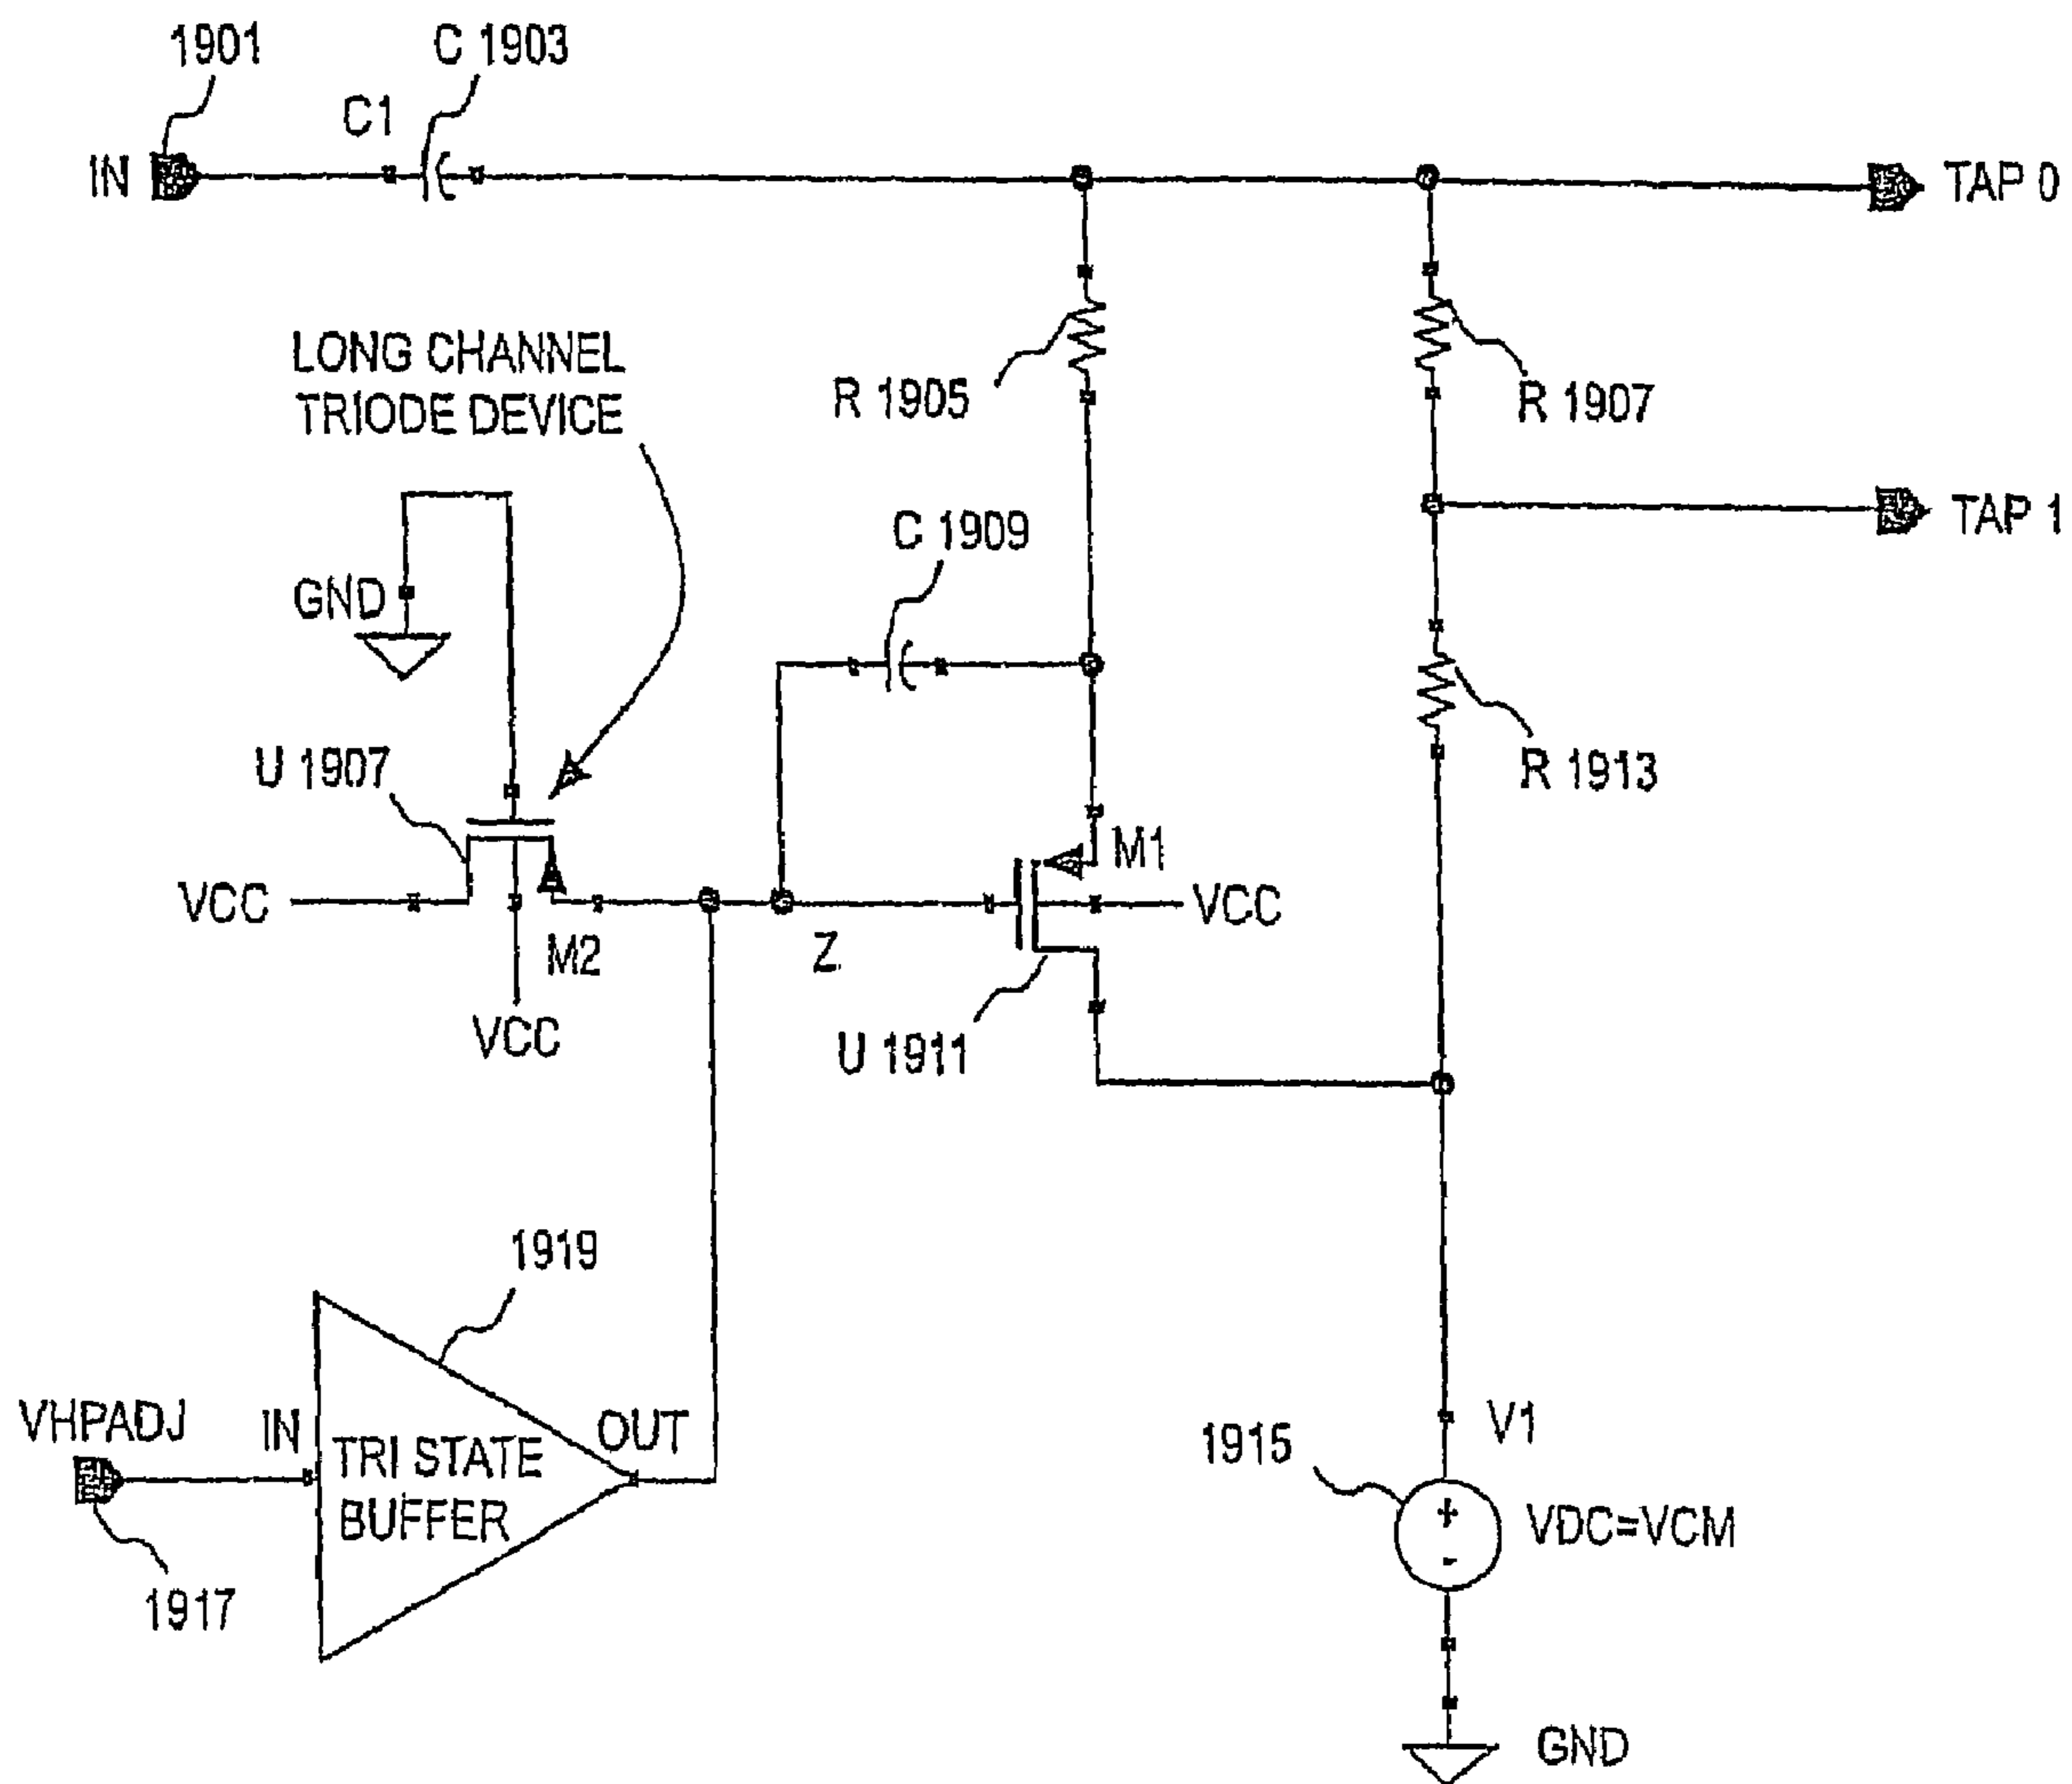 1901
C 1903
C1
IN
TAP 0
LONG CHANNEL
TRIODE DEVICE
R 1905
R 1907
TAP 1
C 1909
GND
U 1907
R 1913
M1
VCC
VCC
M2
Z
VCC
U 1911
1919
VHPADJ
IN
OUT
TRI STATE
BUFFER
1917
1915
V1
+
VDC=VCM
-
GND